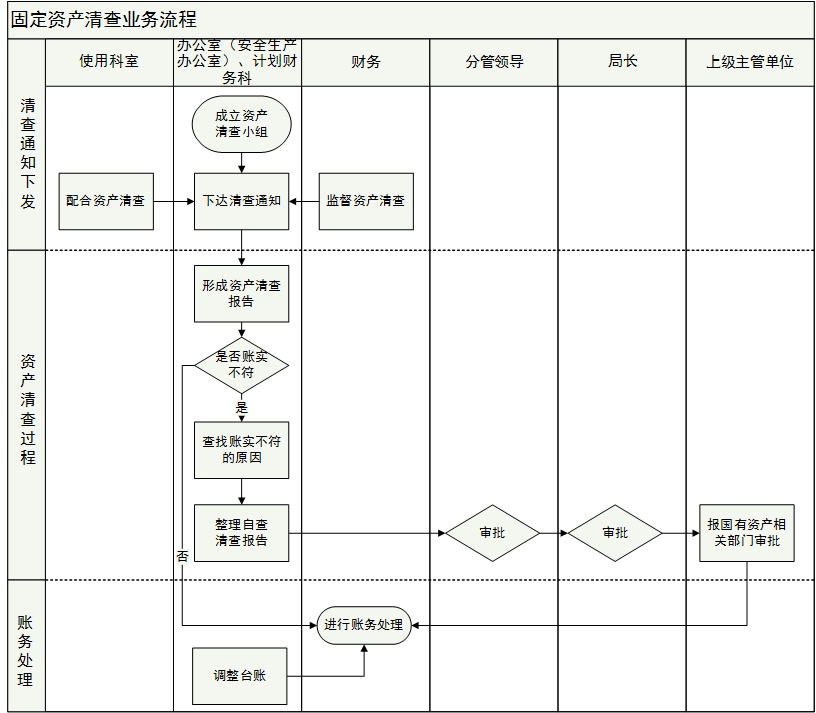 固定资产清查业务流程
使用科室
办公室（安全生产
办公室）、计划财
务科
财务
分管领导
局长
上级主管单位
清查通知下发
成立资产
清查小组
配合资产清查
下达清查通知
监督资产清查
资产清查过程
形成资产清查
报告
是否账实
不符
是
查找账实不符
的原因
整理自查
清查报告
审批
审批
报国有资产相
关部门审批
否
账务处理
进行账务处理
调整台账